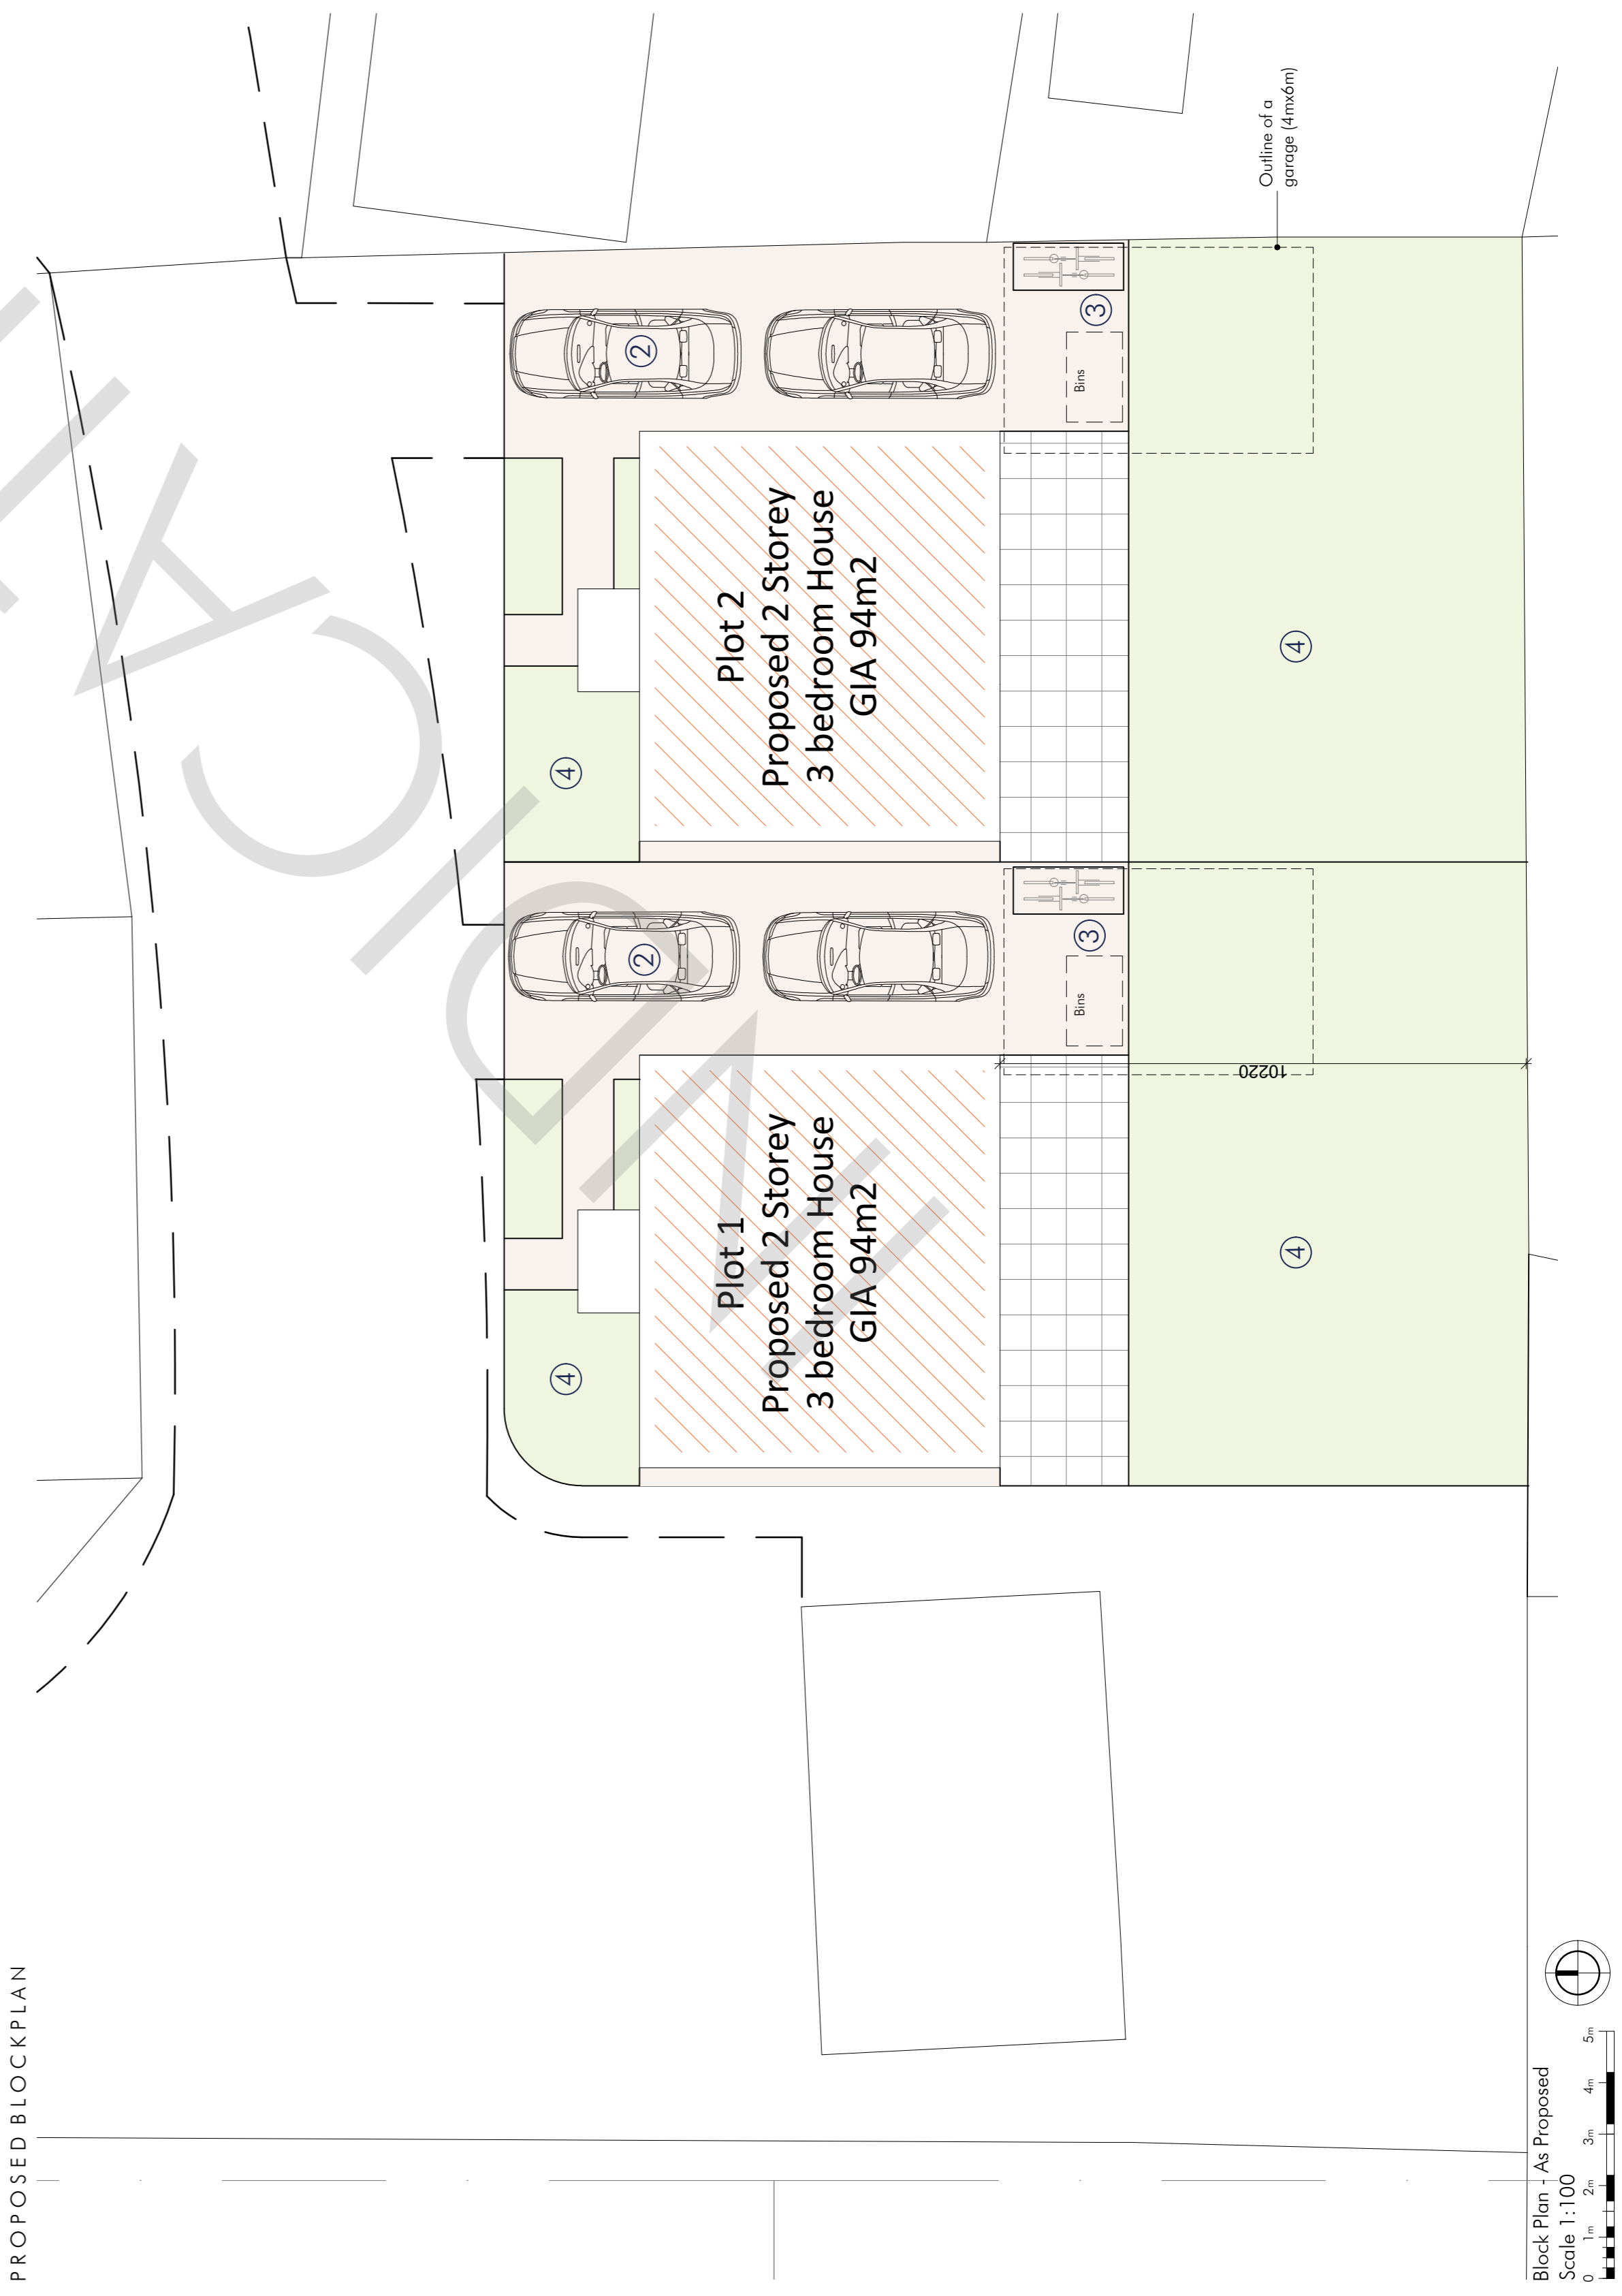 PROPOSED BLOCKPLAN
Plot 1
Proposed 2 Storey
3 bedroom House
GIA 94m2
Plot 2
Proposed 2 Storey
3 bedroom House
GIA 94m2
2
2
Bins
3
Bins
3
4
4
4
4
10220
Outline of a
garage (4mx6m)
Block Plan - As Proposed
Scale 1:100
0 1m 2m 3m 4m 5m